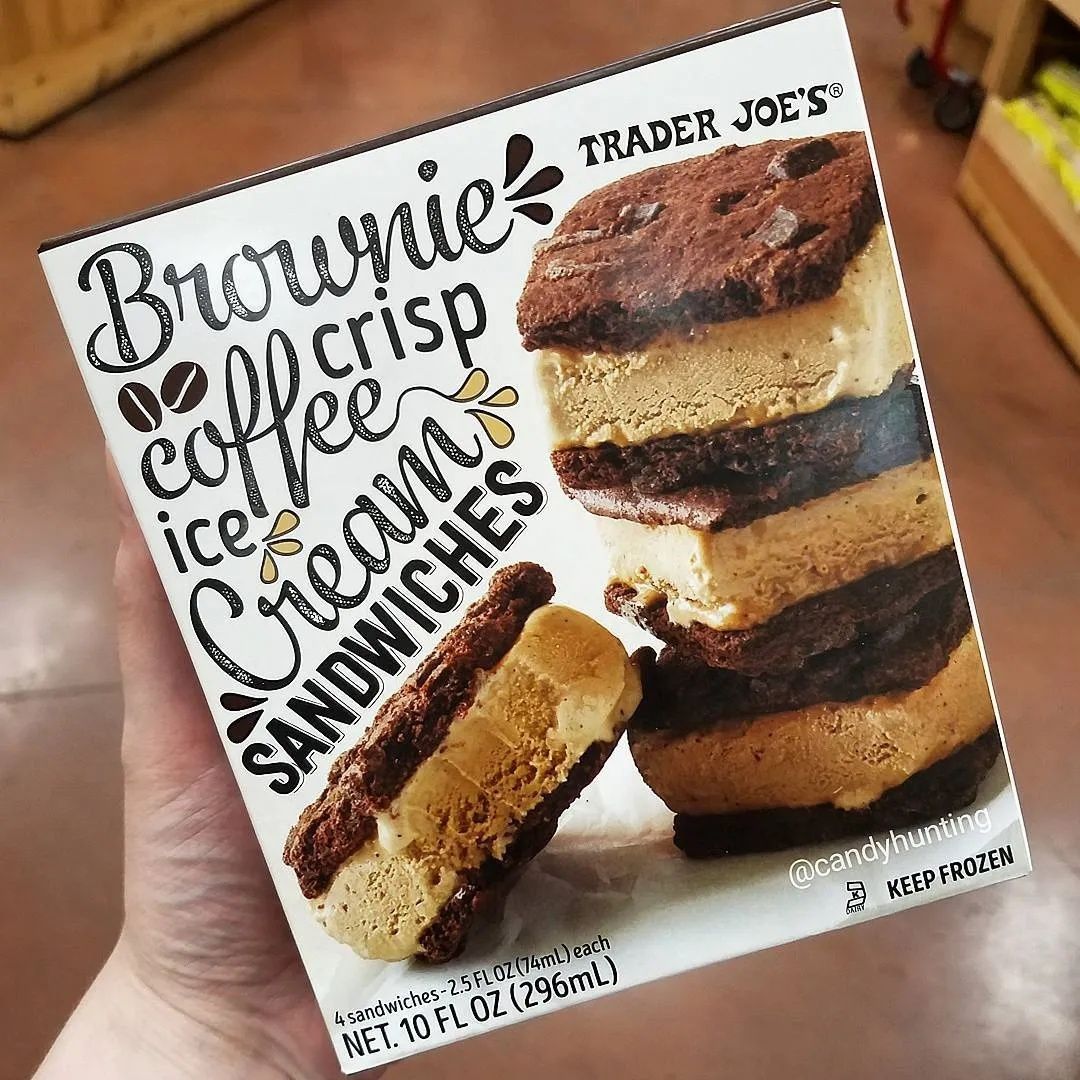 TRADER JOE'S®
Brownie
crisp
coffee
ice
Cream
SANDWICHES
@candyhunting
K
DAIRY
KEEP FROZEN
4 sandwiches - 2.5 FL OZ (74mL) each
NET. 10 FL OZ (296mL)